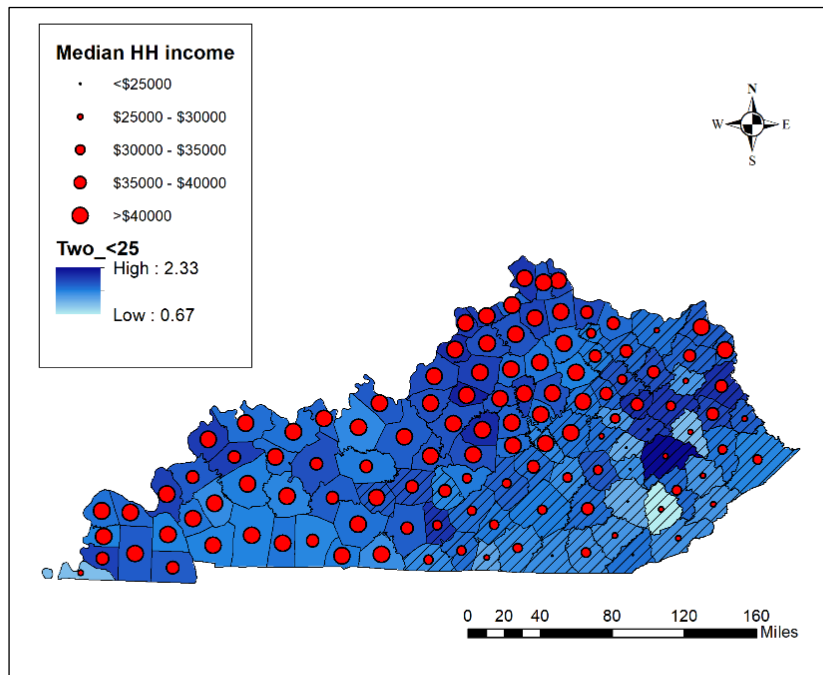 Median HH income
<$25000
$25000 - $30000
$30000 - $35000
$35000 - $40000
>$40000
Two_<25
High : 2.33
Low : 0.67
N
W E
S
0 20 40 80 120 160
Miles